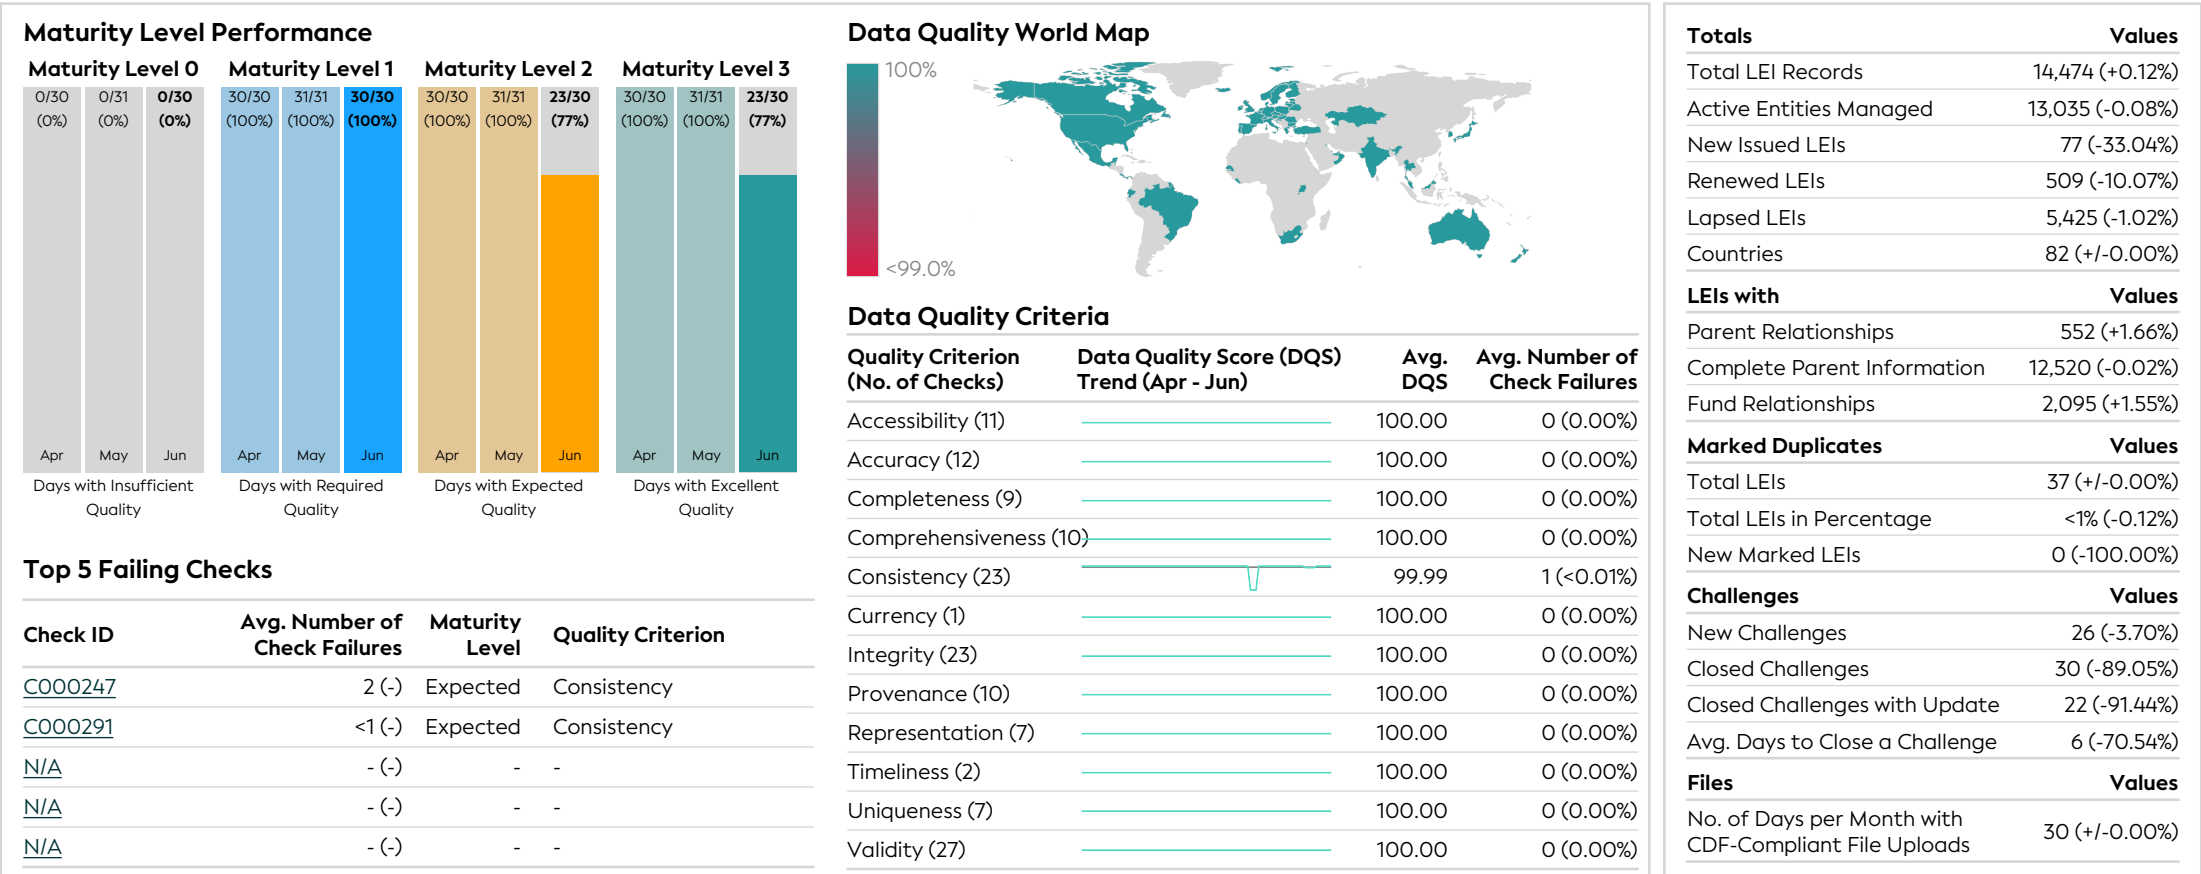 Maturity Level Performance
Maturity Level 0 Maturity Level 1 Maturity Level 2 Maturity Level 3
0/30 0/31 0/30 30/30 31/31 30/30 30/30 31/31 23/30 30/30 31/31 23/30
(0%) (0%) (0%) (100%) (100%) (100%) (100%) (100%) (77%) (100%) (100%) (77%)
Apr May Jun Apr May Jun Apr May Jun Apr May Jun
Days with Insufficient Days with Required Days with Expected Days with Excellent
Quality Quality Quality Quality
Top 5 Failing Checks
Check ID Avg. Number of Check Failures Maturity Level Quality Criterion
C000247 2 (-) Expected Consistency
C000291 <1 (-) Expected Consistency
N/A - (-) - -
N/A - (-) - -
N/A - (-) - -
Data Quality World Map
100%
<99.0%
Data Quality Criteria
Quality Criterion Data Quality Score (DQS) Avg. Avg. Number of
(No. of Checks) Trend (Apr - Jun) DQS Check Failures
Accessibility (11) 100.00 0 (0.00%)
Accuracy (12) 100.00 0 (0.00%)
Completeness (9) 100.00 0 (0.00%)
Comprehensiveness (10) 100.00 0 (0.00%)
Consistency (23) 99.99 1 (<0.01%)
Currency (1) 100.00 0 (0.00%)
Integrity (23) 100.00 0 (0.00%)
Provenance (10) 100.00 0 (0.00%)
Representation (7) 100.00 0 (0.00%)
Timeliness (2) 100.00 0 (0.00%)
Uniqueness (7) 100.00 0 (0.00%)
Validity (27) 100.00 0 (0.00%)
Totals Values
Total LEI Records 14,474 (+0.12%)
Active Entities Managed 13,035 (-0.08%)
New Issued LEIs 77 (-33.04%)
Renewed LEIs 509 (-10.07%)
Lapsed LEIs 5,425 (-1.02%)
Countries 82 (+/-0.00%)
LEIs with Values
Parent Relationships 552 (+1.66%)
Complete Parent Information 12,520 (-0.02%)
Fund Relationships 2,095 (+1.55%)
Marked Duplicates Values
Total LEIs 37 (+/-0.00%)
Total LEIs in Percentage <1% (-0.12%)
New Marked LEIs 0 (-100.00%)
Challenges Values
New Challenges 26 (-3.70%)
Closed Challenges 30 (-89.05%)
Closed Challenges with Update 22 (-91.44%)
Avg. Days to Close a Challenge 6 (-70.54%)
Files Values
No. of Days per Month with
CDF-Compliant File Uploads 30 (+/-0.00%)